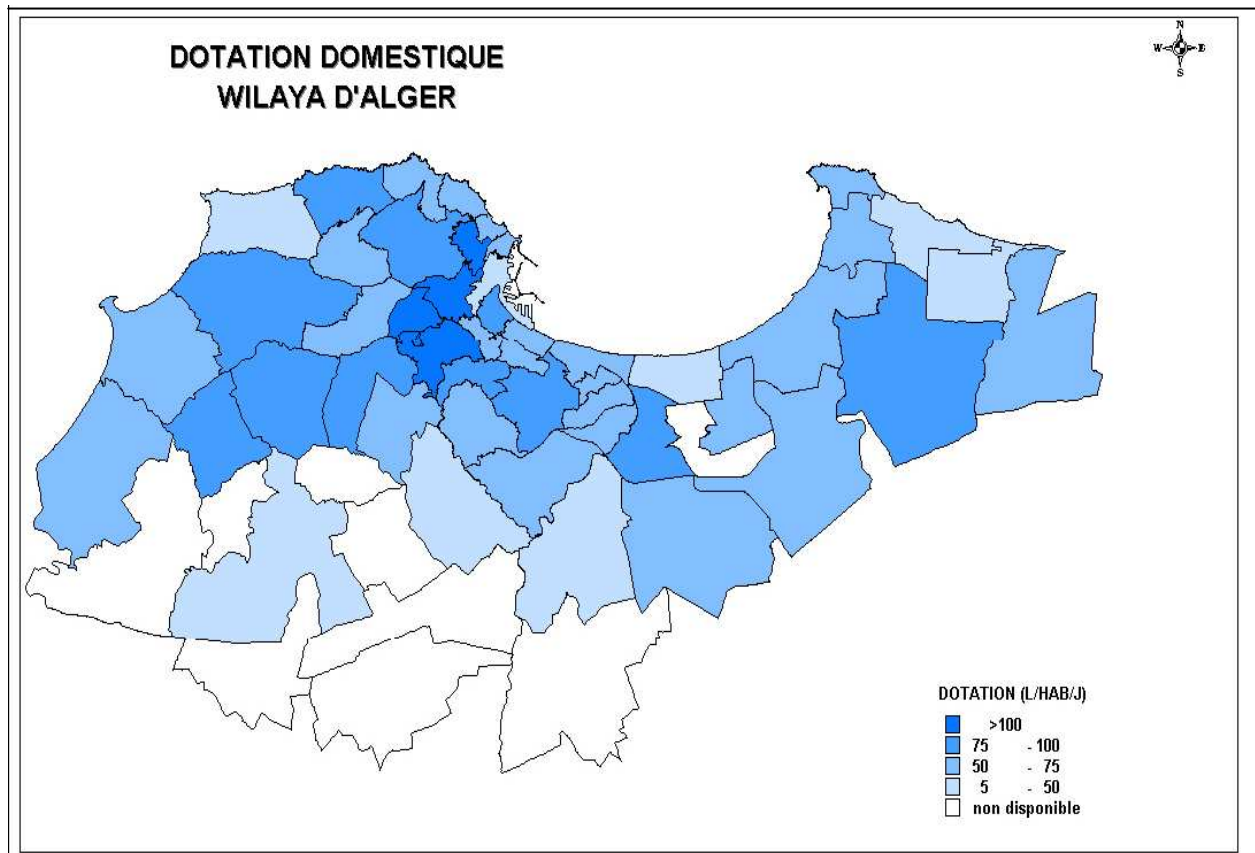 DOTATION DOMESTIQUE
WILAYA D'ALGER
N
W E
S
DOTATION (L/HAB/J)
>100
75 - 100
50 - 75
5 - 50
non disponible